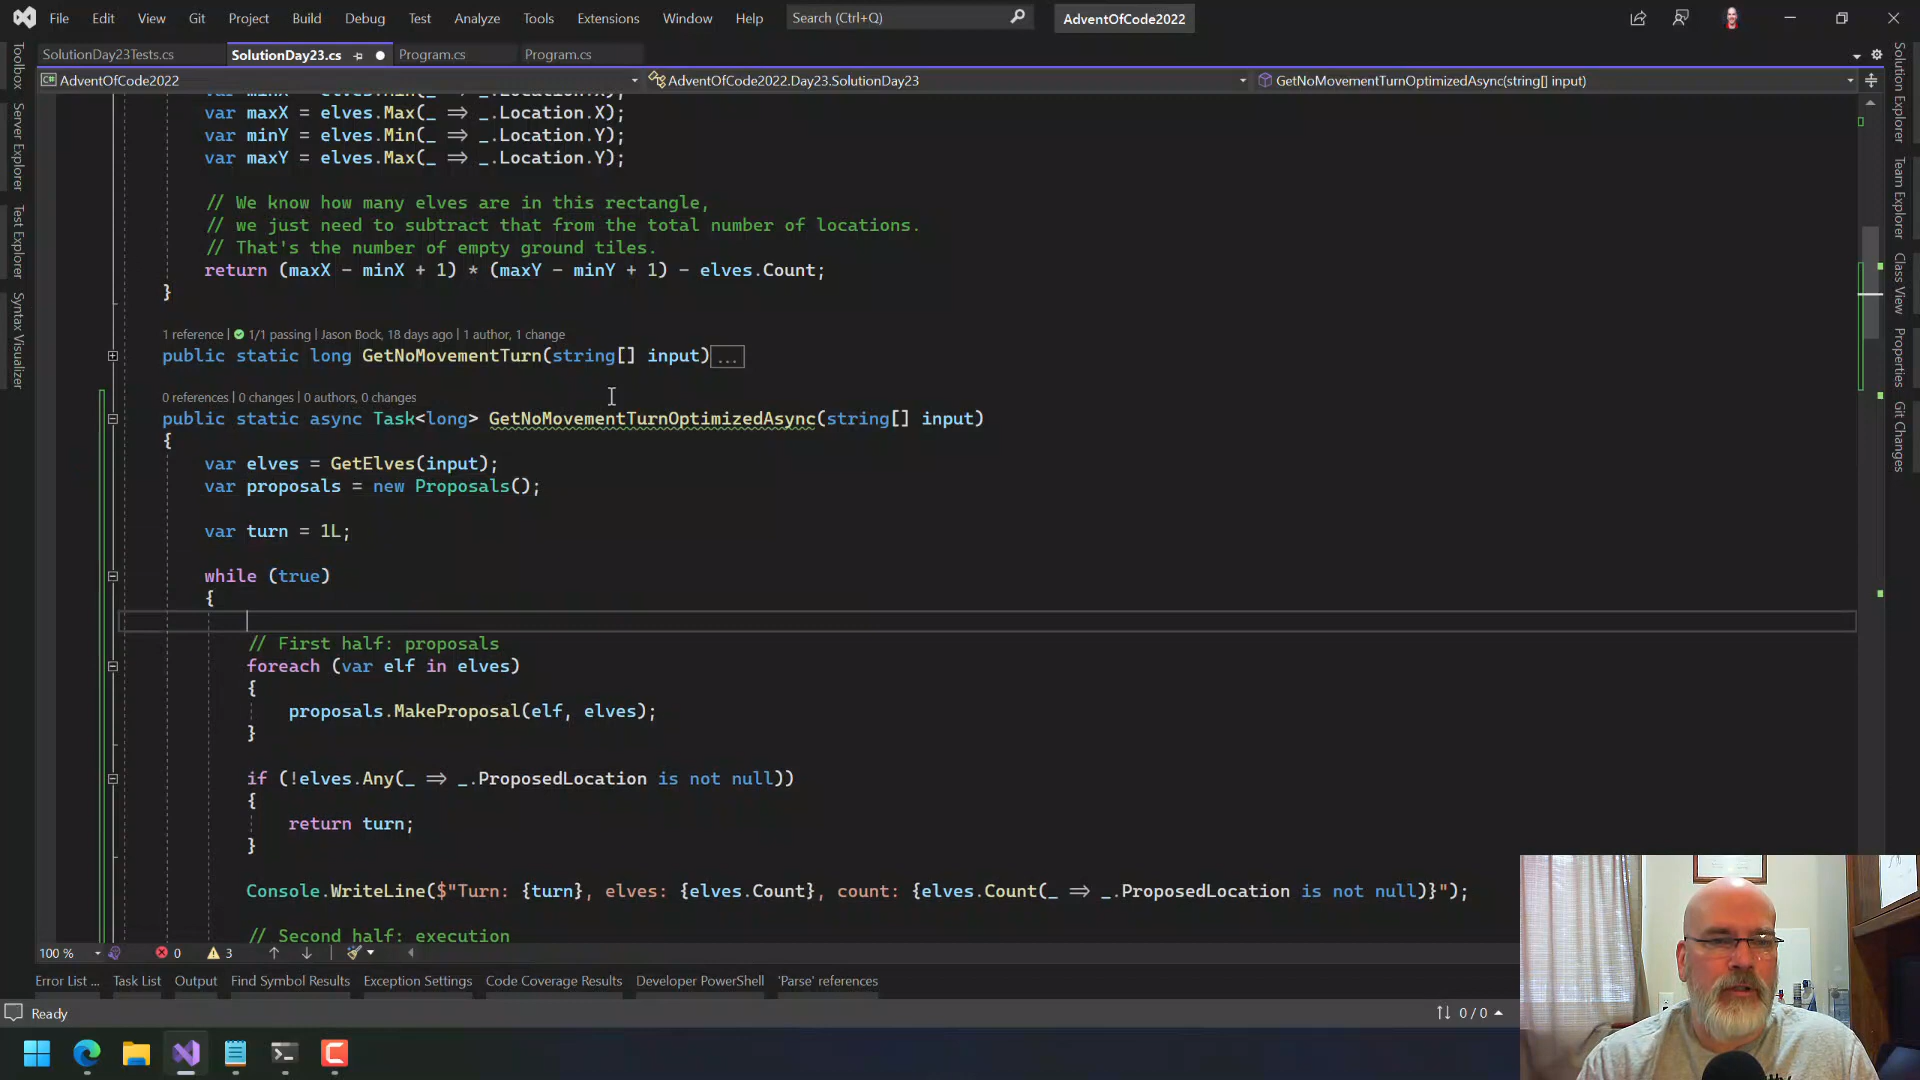 File Edit View Git Project Build Debug Test Analyze Tools Extensions Window Help Search (Ctrl+Q) AdventOfCode2022
SolutionDay23Tests.cs SolutionDay23.cs Program.cs Program.cs
AdventOfCode2022 AdventOfCode2022.Day23.SolutionDay23 GetNoMovementTurnOptimizedAsync(string[] input)
Toolbox
Server Explorer
Test Explorer
Syntax Visualizer
var minX = elves.Min(_ => _.Location.X);
var maxX = elves.Max(_ => _.Location.X);
var minY = elves.Min(_ => _.Location.Y);
var maxY = elves.Max(_ => _.Location.Y);
// We know how many elves are in this rectangle,
// we just need to subtract that from the total number of locations.
// That's the number of empty ground tiles.
return (maxX - minX + 1) * (maxY - minY + 1) - elves.Count;
}
1 reference | 1/1 passing | Jason Bock, 18 days ago | 1 author, 1 change
public static long GetNoMovementTurn(string[] input)...
0 references | 0 changes | 0 authors, 0 changes
public static async Task<long> GetNoMovementTurnOptimizedAsync(string[] input)
{
var elves = GetElves(input);
var proposals = new Proposals();
var turn = 1L;
while (true)
{
// First half: proposals
foreach (var elf in elves)
{
proposals.MakeProposal(elf, elves);
}
if (!elves.Any(_ => _.ProposedLocation is not null))
{
return turn;
}
Console.WriteLine($"Turn: {turn}, elves: {elves.Count}, count: {elves.Count(_ => _.ProposedLocation is not null)}");
// Second half: execution
Solution Explorer
Team Explorer
Class View
Properties
Git Changes
100 % 0 3
Error List ... Task List Output Find Symbol Results Exception Settings Code Coverage Results Developer PowerShell 'Parse' references
Ready 0 / 0